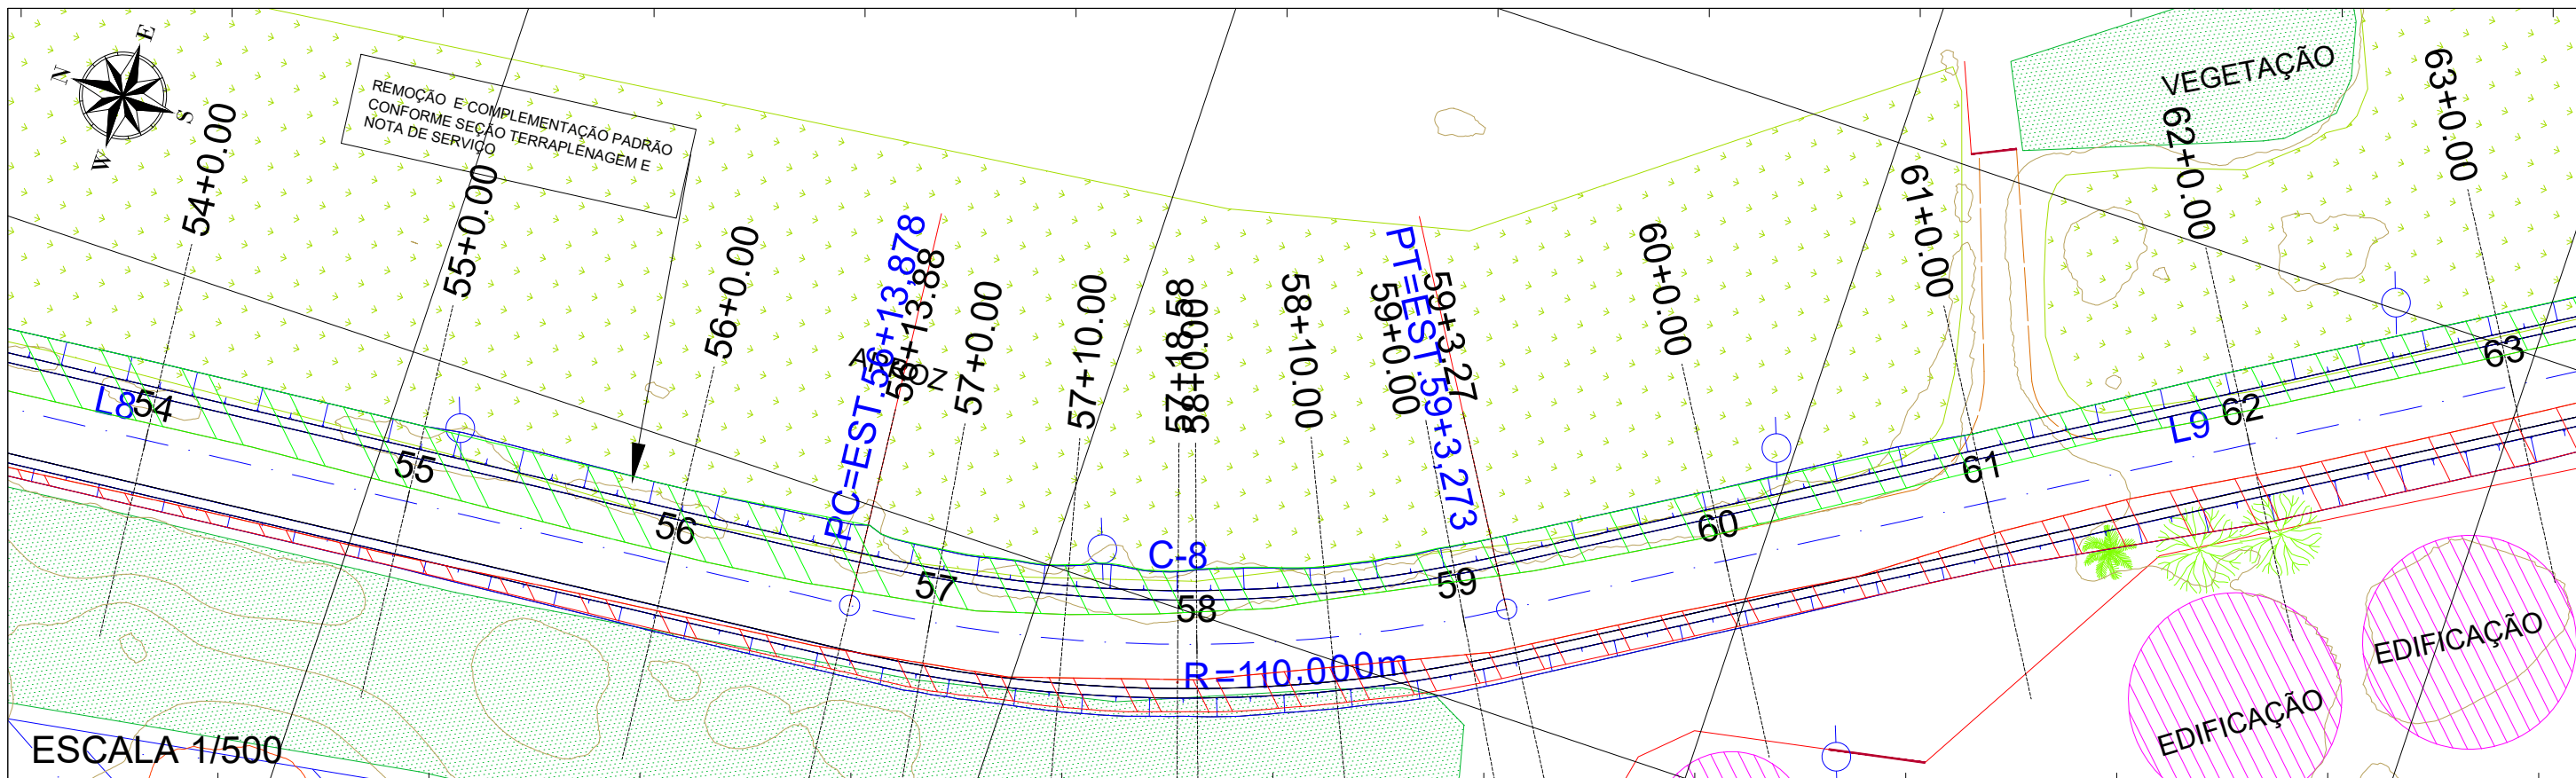 E
N
S
W
REMOÇÃO E COMPLEMENTAÇÃO PADRÃO
CONFORME SEÇÃO TERRAPLENAGEM E
NOTA DE SERVIÇO
VEGETAÇÃO
54+0.00
55+0.00
56+0.00
PC=EST.56+13,878
56+13.88
ARROZ
57+0.00
57+10.00
57+18.58
58+0.00
58+10.00
59+0.00
PT=EST.59+3,273
59+3.27
60+0.00
61+0.00
62+0.00
63+0.00
L8
54
55
56
57
C-8
58
59
60
61
L9
62
63
R=110,000m
EDIFICAÇÃO
EDIFICAÇÃO
ESCALA 1/500